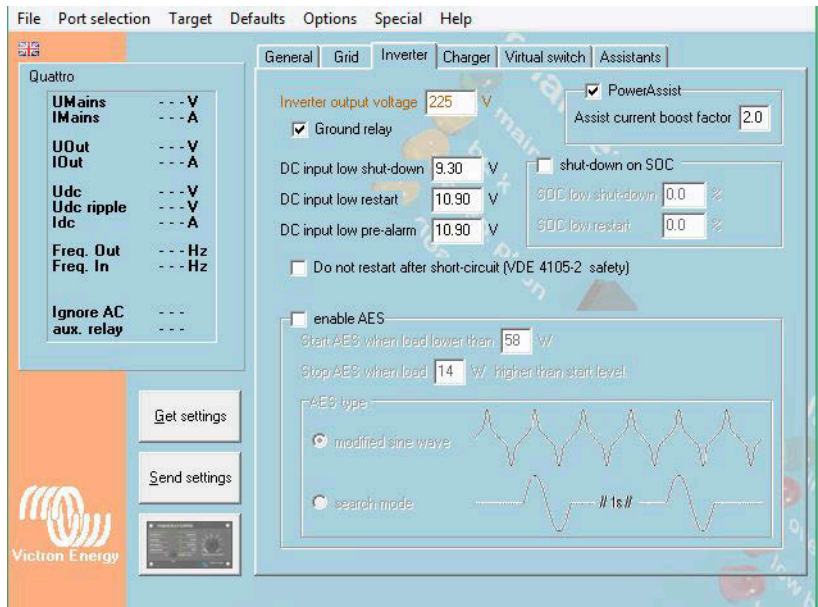 File Port selection Target Defaults Options Special Help
Quattro
UMains - - - V
IMains - - - A
UOut - - - V
IOut - - - A
Udc - - - V
Udc ripple - - - V
Idc - - - A
Freq. Out - - - Hz
Freq. In - - - Hz
Ignore AC - - -
aux. relay - - -
Get settings
Send settings
Victron Energy
General Grid Inverter Charger Virtual switch Assistants
Inverter output voltage 225 V
Ground relay
PowerAssist
Assist current boost factor 2.0
DC input low shut-down 9.30 V
DC input low restart 10.90 V
DC input low pre-alarm 10.90 V
shut-down on SOC
SOC low shut-down 0.0 %
SOC low restart 0.0 %
Do not restart after short-circuit (VDE 4105-2 safety)
enable AES
Start AES when load lower than 58 W
Stop AES when load 14 W higher than start level.
AES type
modified sine wave
search mode
// 1s //